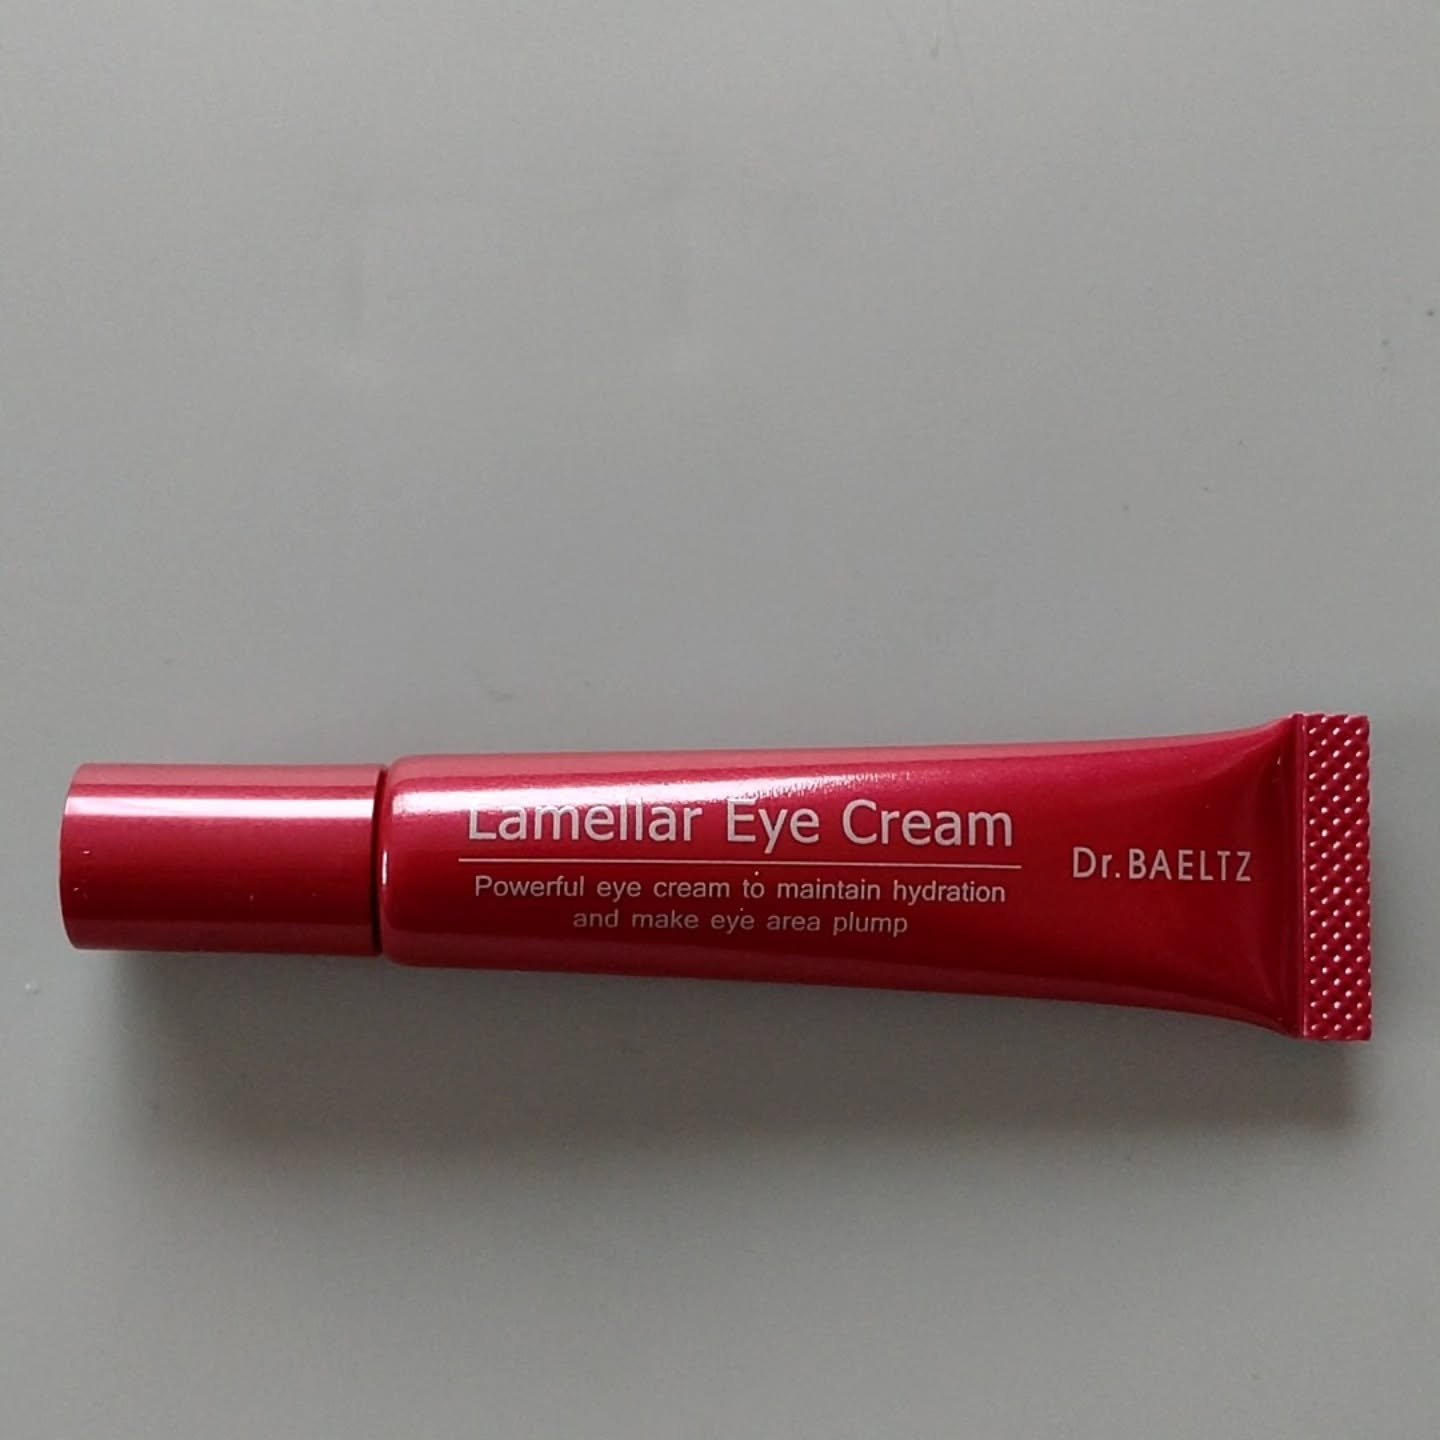 Lamellar Eye Cream
Powerful eye cream to maintain hydration
and make eye area plump
Dr.BAELTZ